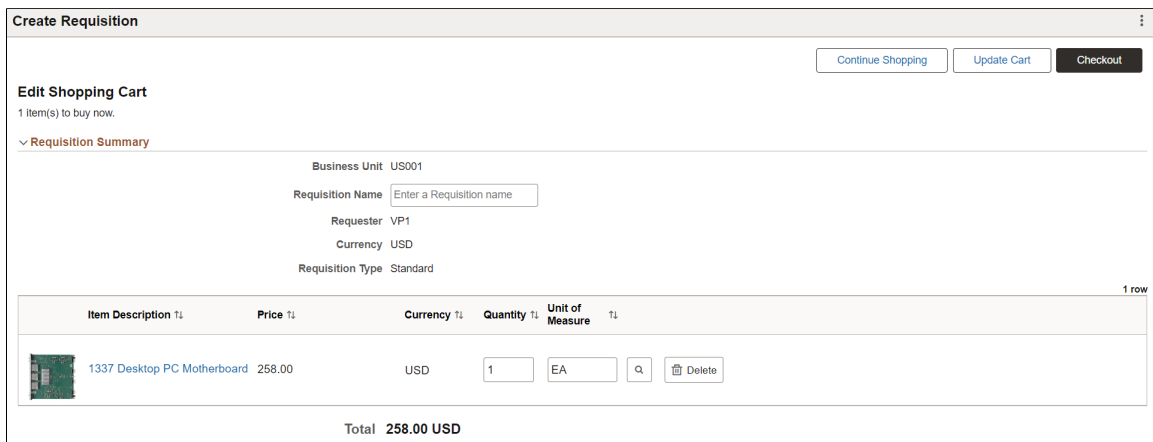 Create Requisition
Continue Shopping Update Cart Checkout
Edit Shopping Cart
1 item(s) to buy now.
Requisition Summary
Business Unit US001
Requisition Name Enter a Requisition name
Requester VP1
Currency USD
Requisition Type Standard
1 row
Item Description Price Currency Quantity Unit of Measure
1337 Desktop PC Motherboard 258.00 USD 1 EA Delete
Total 258.00 USD